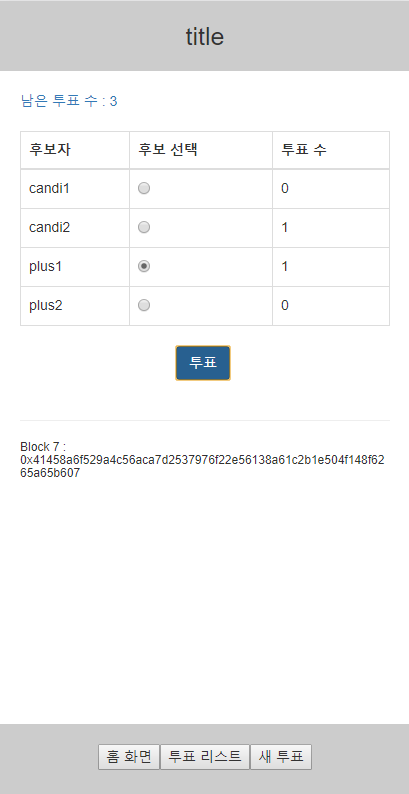 title
남은 투표 수 : 3
후보자 후보 선택 투표 수
candi1 0
candi2 1
plus1 1
plus2 0
투표
Block 7 :
0x41458a6f529a4c56aca7d2537976f22e56138a61c2b1e504f148f62
65a65b607
홈 화면 투표 리스트 새 투표